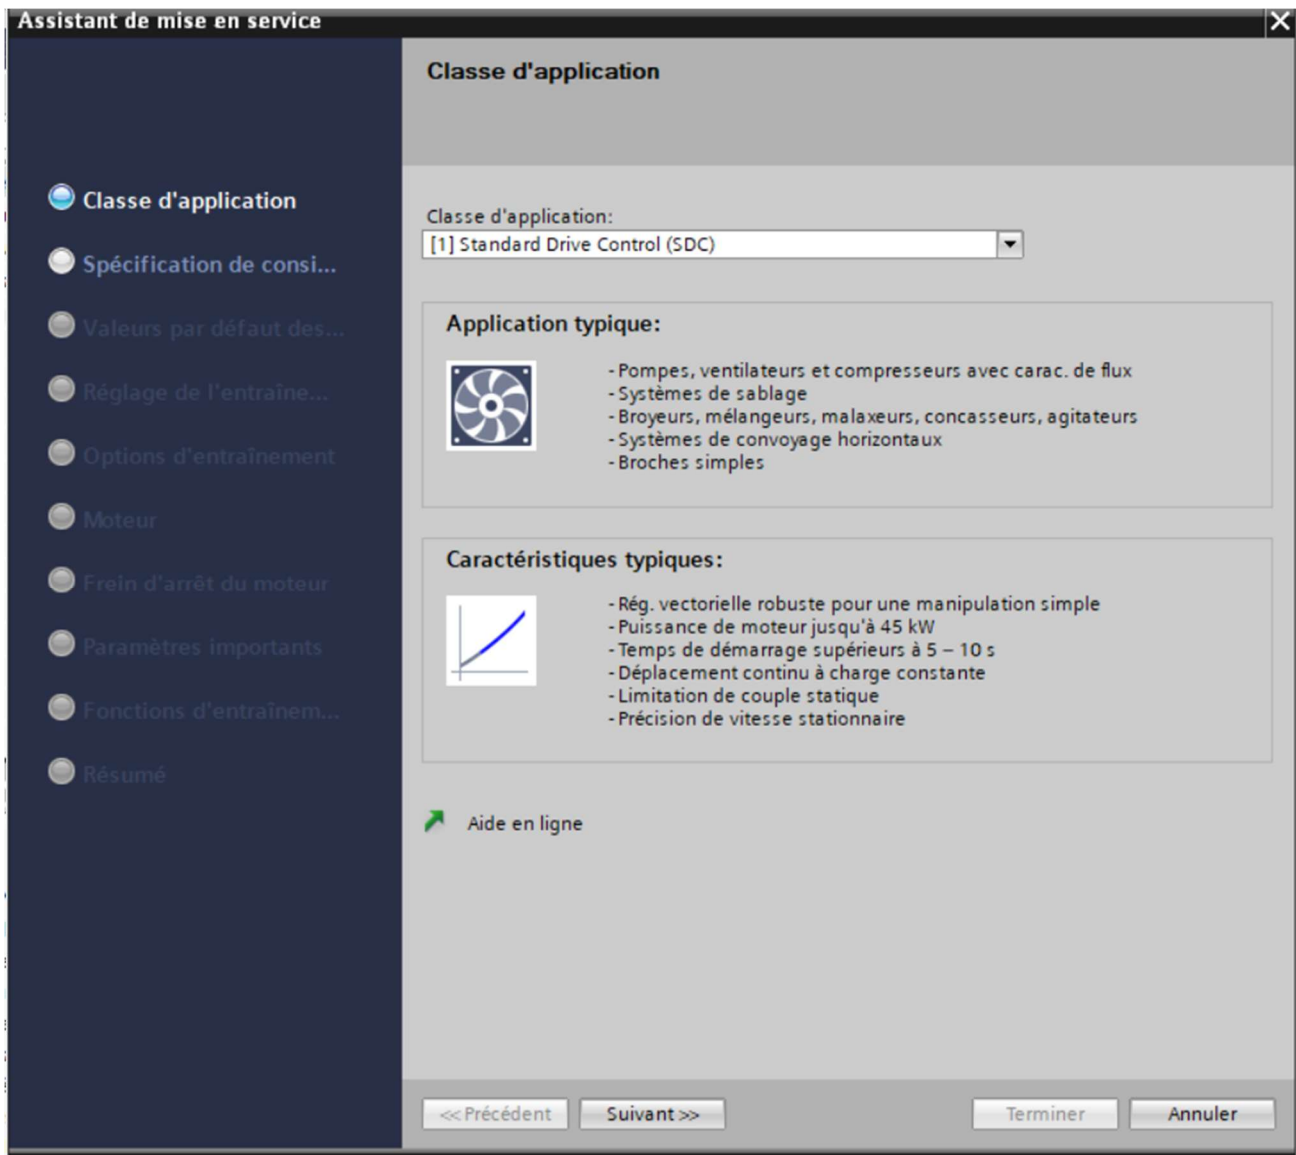 Assistant de mise en service
Classe d'application
Classe d'application
Spécification de consi...
Valeurs par défaut des...
Réglage de l'entraîne...
Options d'entraînement
Moteur
Frein d'arrêt du moteur
Paramètres importants
Fonctions d'entraînem...
Résumé
Classe d'application:
[1] Standard Drive Control (SDC)
Application typique:
- Pompes, ventilateurs et compresseurs avec carac. de flux
- Systèmes de sablage
- Broyeurs, mélangeurs, malaxeurs, concasseurs, agitateurs
- Systèmes de convoyage horizontaux
- Broches simples
Caractéristiques typiques:
- Rég. vectorielle robuste pour une manipulation simple
- Puissance de moteur jusqu'à 45 kW
- Temps de démarrage supérieurs à 5 – 10 s
- Déplacement continu à charge constante
- Limitation de couple statique
- Précision de vitesse stationnaire
Aide en ligne
<< Précédent
Suivant >>
Terminer
Annuler